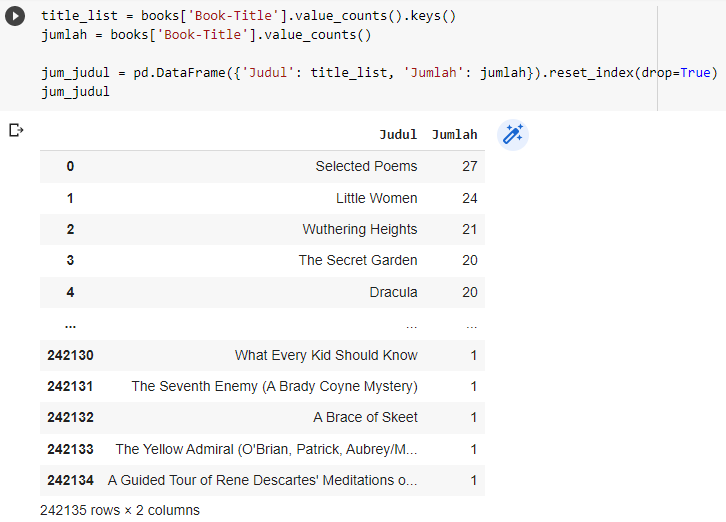 title_list = books['Book-Title'].value_counts().keys()
jumlah = books['Book-Title'].value_counts()
jum_judul = pd.DataFrame({'Judul': title_list, 'Jumlah': jumlah}).reset_index(drop=True)
jum_judul
Judul Jumlah
0 Selected Poems 27
1 Little Women 24
2 Wuthering Heights 21
3 The Secret Garden 20
4 Dracula 20
... ... ...
242130 What Every Kid Should Know 1
242131 The Seventh Enemy (A Brady Coyne Mystery) 1
242132 A Brace of Skeet 1
242133 The Yellow Admiral (O'Brian, Patrick, Aubrey/M... 1
242134 A Guided Tour of Rene Descartes' Meditations o... 1
242135 rows × 2 columns